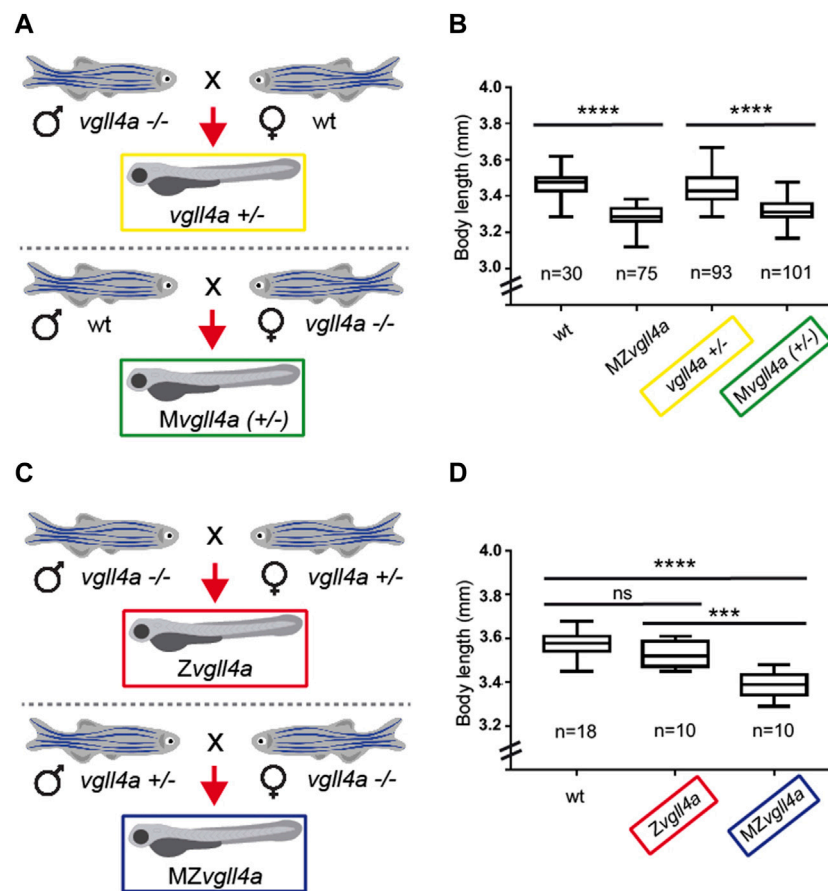 A
X
♂ vgll4a -/- ♀ wt
vgll4a +/-
X
♂ wt ♀ vgll4a -/-
Mvgll4a (+/-)
B
Body length (mm)
4.0
3.8
3.6
3.4
3.2
3.0
**** ****
n=30 n=75 n=93 n=101
wt MZvgll4a vgll4a +/- Mvgll4a (+/-)
C
X
♂ vgll4a -/- ♀ vgll4a +/-
Zvgll4a
X
♂ vgll4a +/- ♀ vgll4a -/-
MZvgll4a
D
Body length (mm)
4.0
3.8
3.6
3.4
3.2
****
ns
***
n=18 n=10 n=10
wt Zvgll4a MZvgll4a